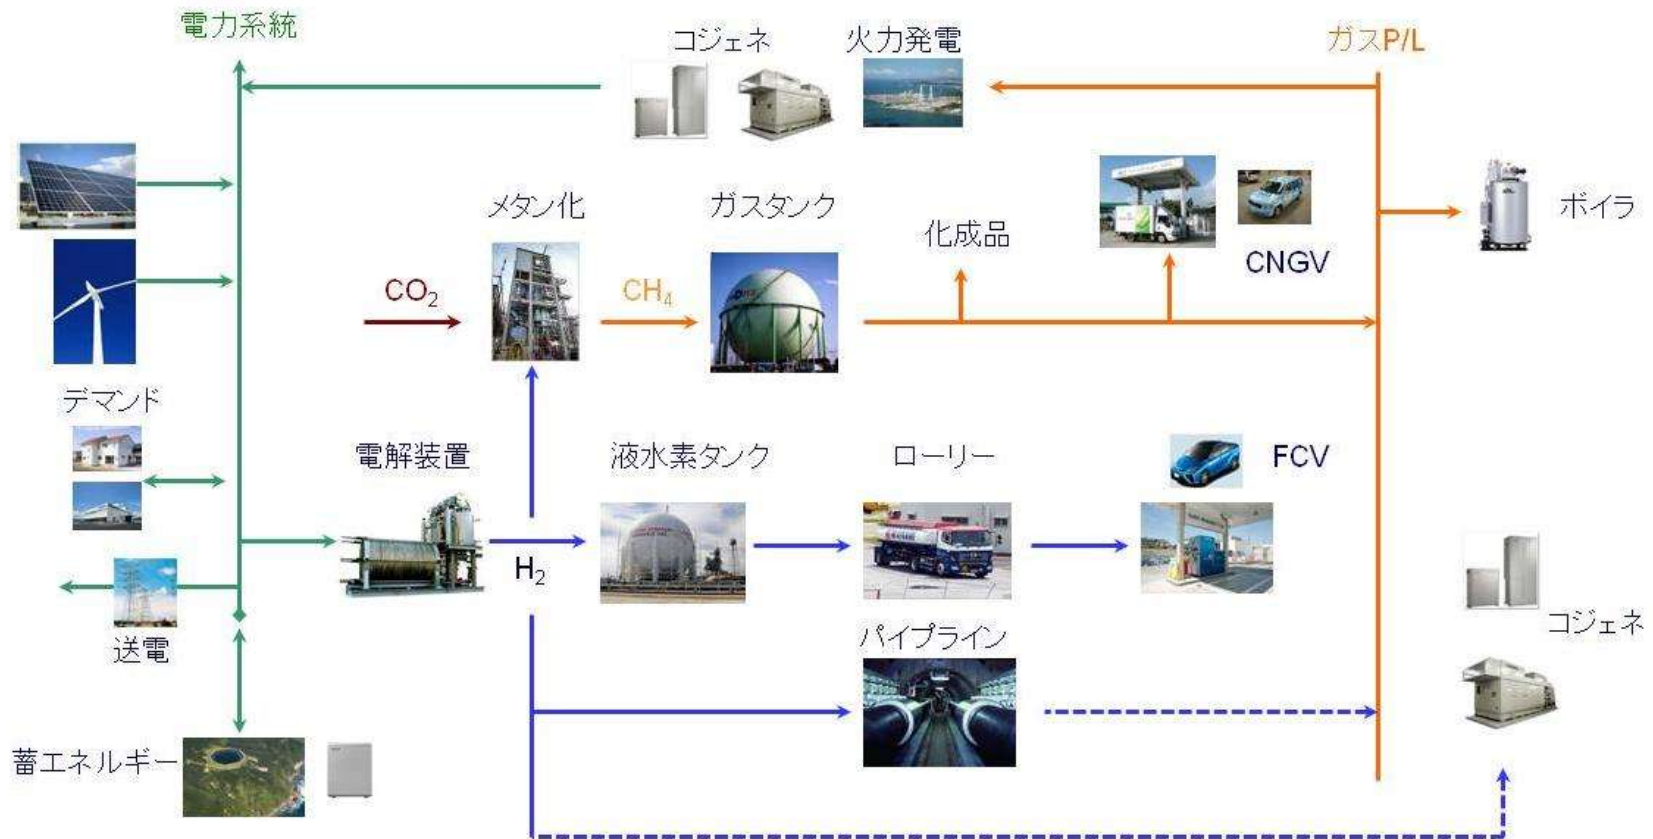 電力系統
コジェネ
火力発電
ガスP/L
メタン化
ガスタンク
化成品
CNGV
ボイラ
CO₂
CH₄
デマンド
電解装置
液水素タンク
ローリー
FCV
H₂
送電
パイプライン
コジェネ
蓄エネルギー